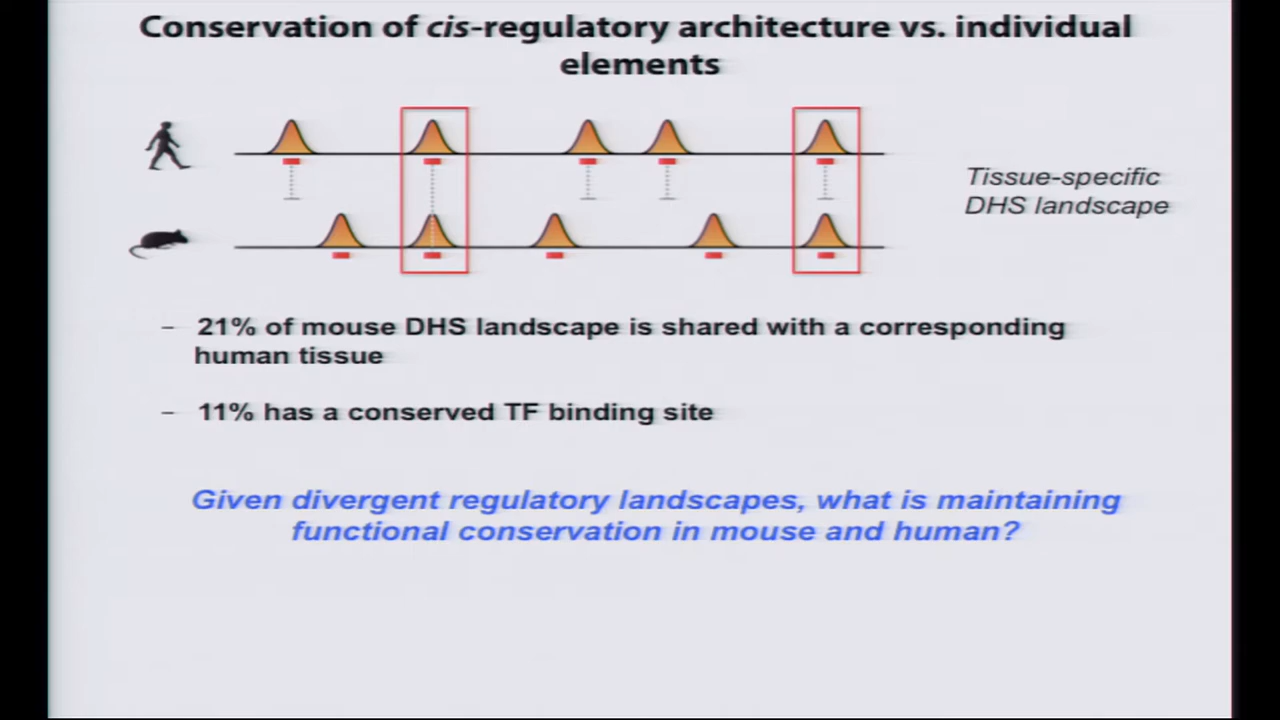 Conservation of cis-regulatory architecture vs. individual
elements
Tissue-specific
DHS landscape
- 21% of mouse DHS landscape is shared with a corresponding
human tissue
- 11% has a conserved TF binding site
Given divergent regulatory landscapes, what is maintaining
functional conservation in mouse and human?